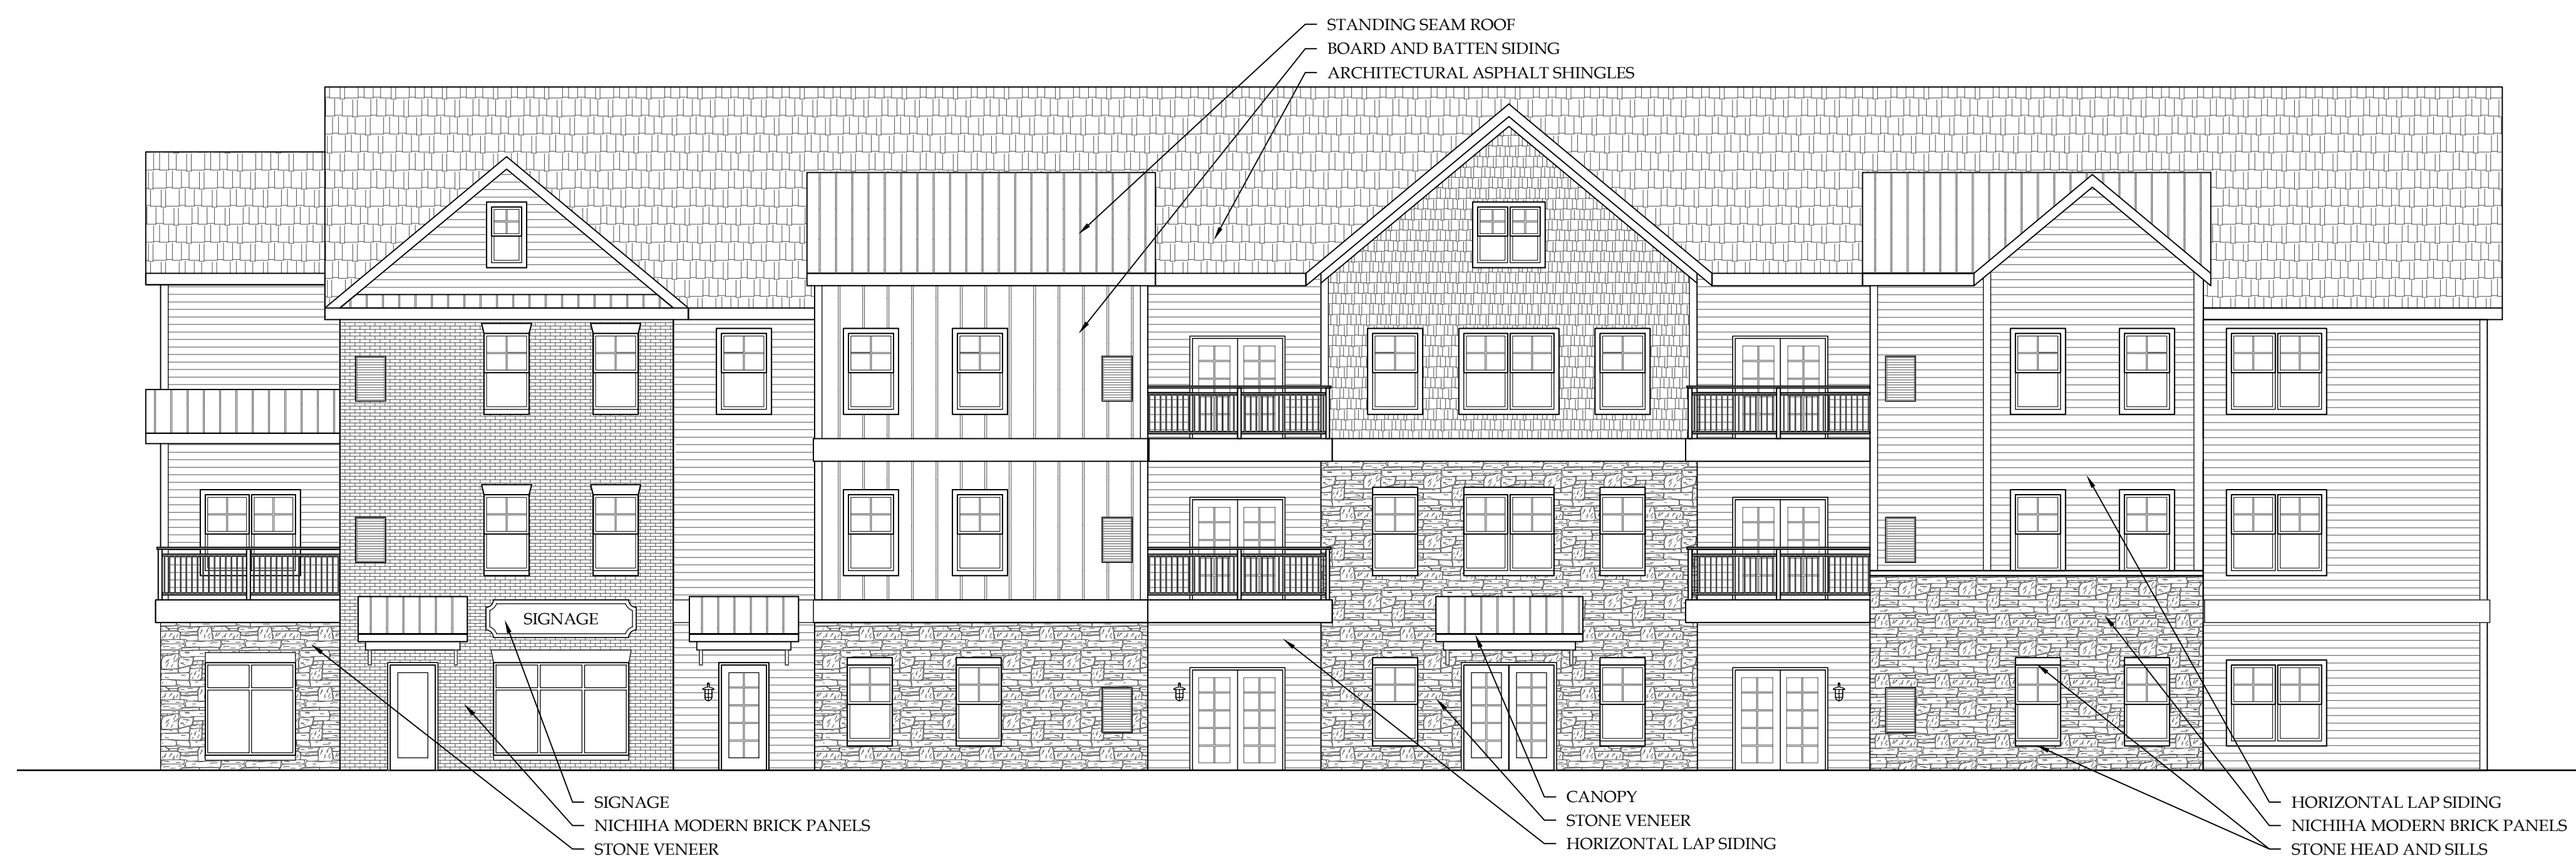 STANDING SEAM ROOF
BOARD AND BATTEN SIDING
ARCHITECTURAL ASPHALT SHINGLES
SIGNAGE
SIGNAGE
NICHIHA MODERN BRICK PANELS
STONE VENEER
CANOPY
STONE VENEER
HORIZONTAL LAP SIDING
HORIZONTAL LAP SIDING
NICHIHA MODERN BRICK PANELS
STONE HEAD AND SILLS